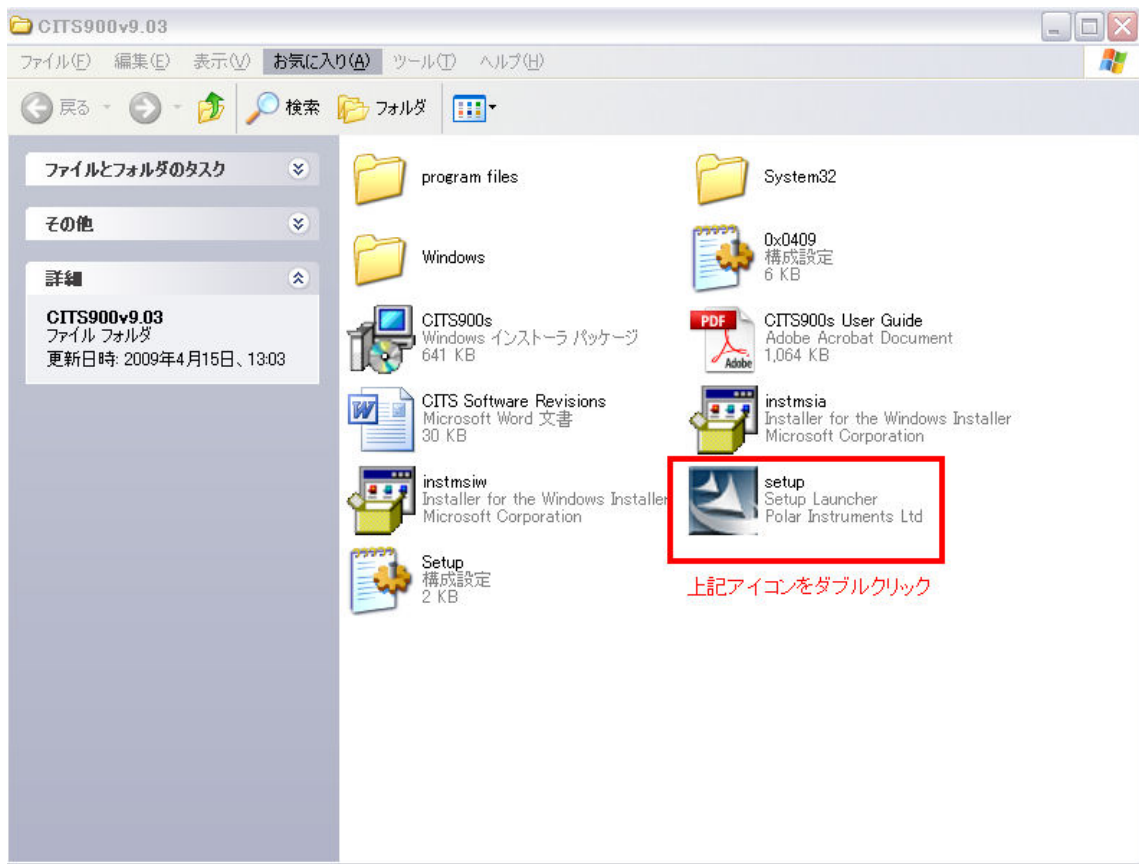 CITS900v9.03
ファイル(F) 編集(E) 表示(V) お気に入り(A) ツール(T) ヘルプ(H)
戻る 検索 フォルダ
ファイルとフォルダのタスク
その他
詳細
CITS900v9.03
ファイル フォルダ
更新日時: 2009年4月15日、13:03
program files
System32
Windows
0x0409
構成設定
6 KB
CITS900s
Windows インストーラ パッケージ
641 KB
PDF
Adobe
CITS900s User Guide
Adobe Acrobat Document
1,064 KB
W
CITS Software Revisions
Microsoft Word 文書
30 KB
instmsia
Installer for the Windows Installer
Microsoft Corporation
instmsiw
Installer for the Windows Installer
Microsoft Corporation
setup
Setup Launcher
Polar Instruments Ltd
Setup
構成設定
2 KB
上記アイコンをダブルクリック